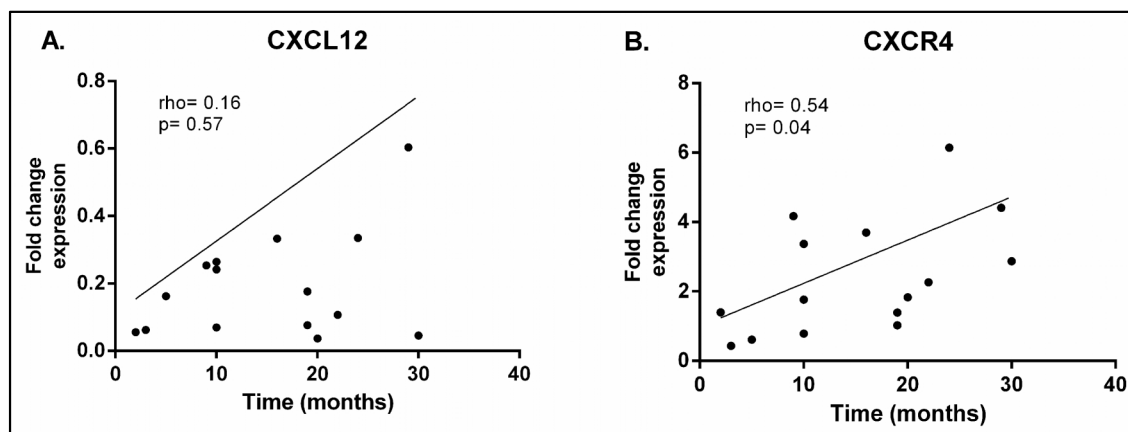 A.
CXCL12
rho= 0.16
p= 0.57
Fold change
expression
0.8
0.6
0.4
0.2
0.0
0 10 20 30 40
Time (months)
B.
CXCR4
rho= 0.54
p= 0.04
Fold change
expression
8
6
4
2
0
0 10 20 30 40
Time (months)